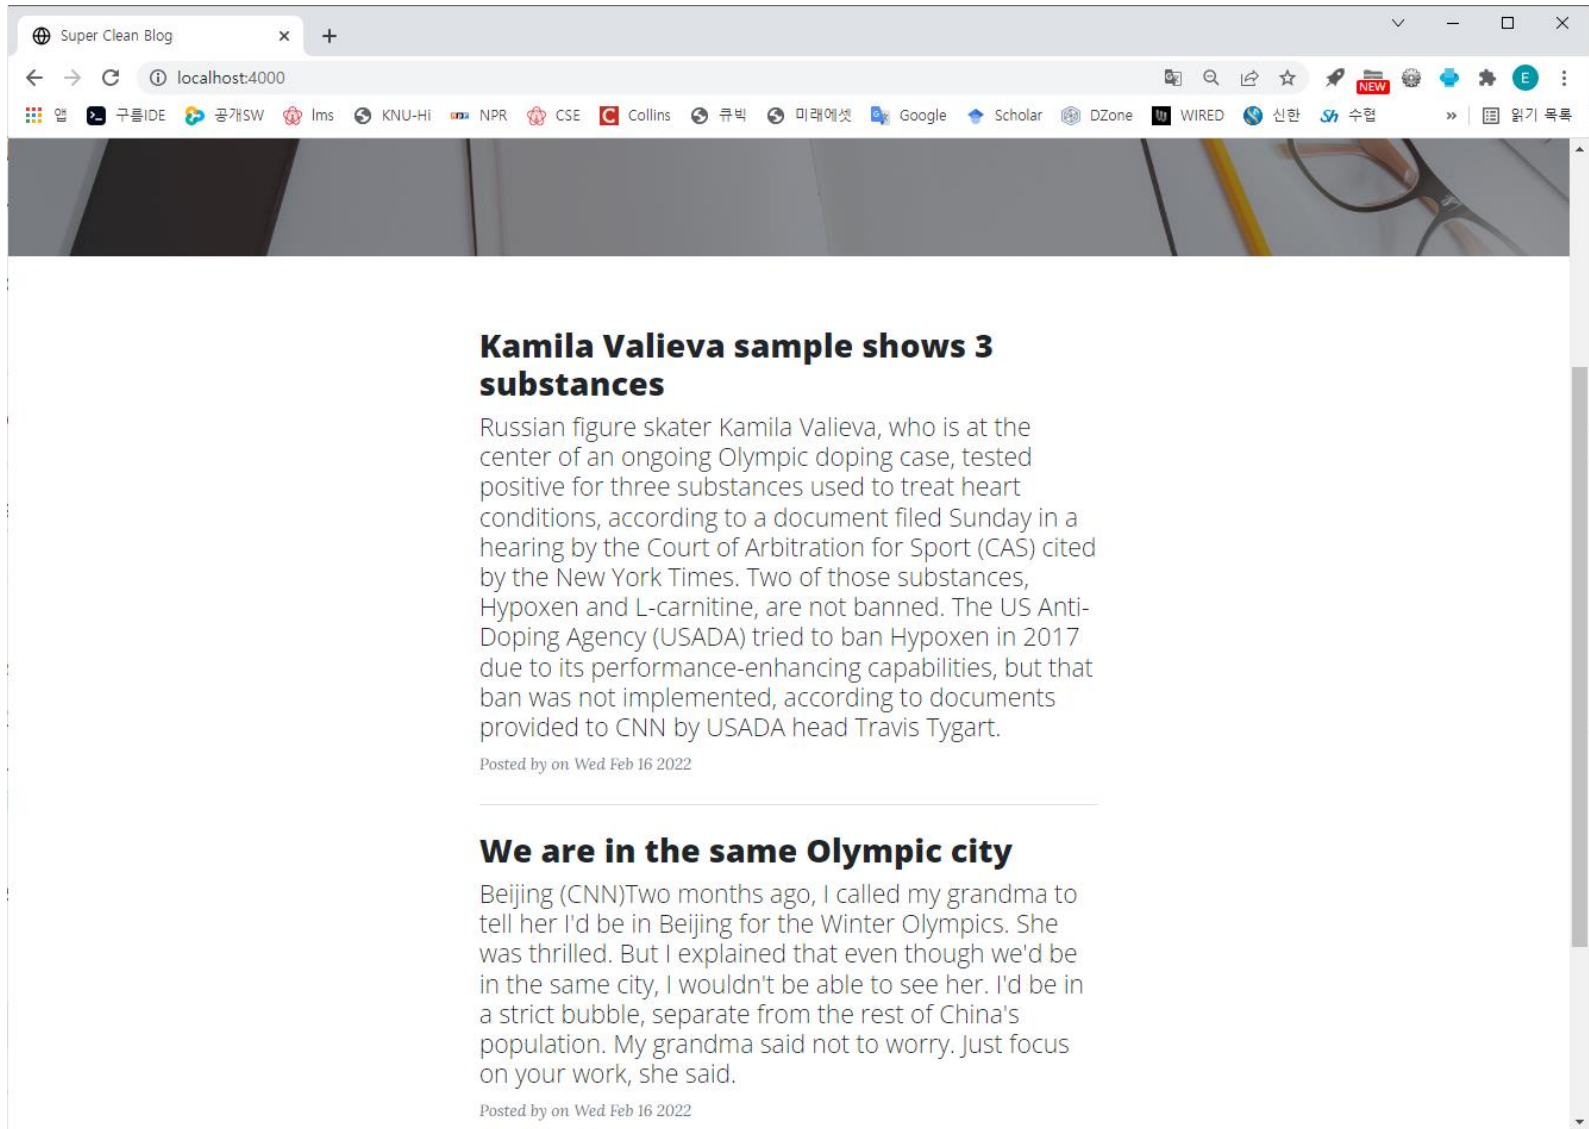 Super Clean Blog
localhost:4000
NEW
E
앱 구름IDE 공개SW lms KNU-Hi NPR CSE Collins 큐빅 미래에셋 Google Scholar DZone WIRED 신한 Sh 수협 » 읽기 목록
Kamila Valieva sample shows 3
substances
Russian figure skater Kamila Valieva, who is at the
center of an ongoing Olympic doping case, tested
positive for three substances used to treat heart
conditions, according to a document filed Sunday in a
hearing by the Court of Arbitration for Sport (CAS) cited
by the New York Times. Two of those substances,
Hypoxen and L-carnitine, are not banned. The US Anti-
Doping Agency (USADA) tried to ban Hypoxen in 2017
due to its performance-enhancing capabilities, but that
ban was not implemented, according to documents
provided to CNN by USADA head Travis Tygart.
Posted by on Wed Feb 16 2022
We are in the same Olympic city
Beijing (CNN)Two months ago, I called my grandma to
tell her I'd be in Beijing for the Winter Olympics. She
was thrilled. But I explained that even though we'd be
in the same city, I wouldn't be able to see her. I'd be in
a strict bubble, separate from the rest of China's
population. My grandma said not to worry. Just focus
on your work, she said.
Posted by on Wed Feb 16 2022